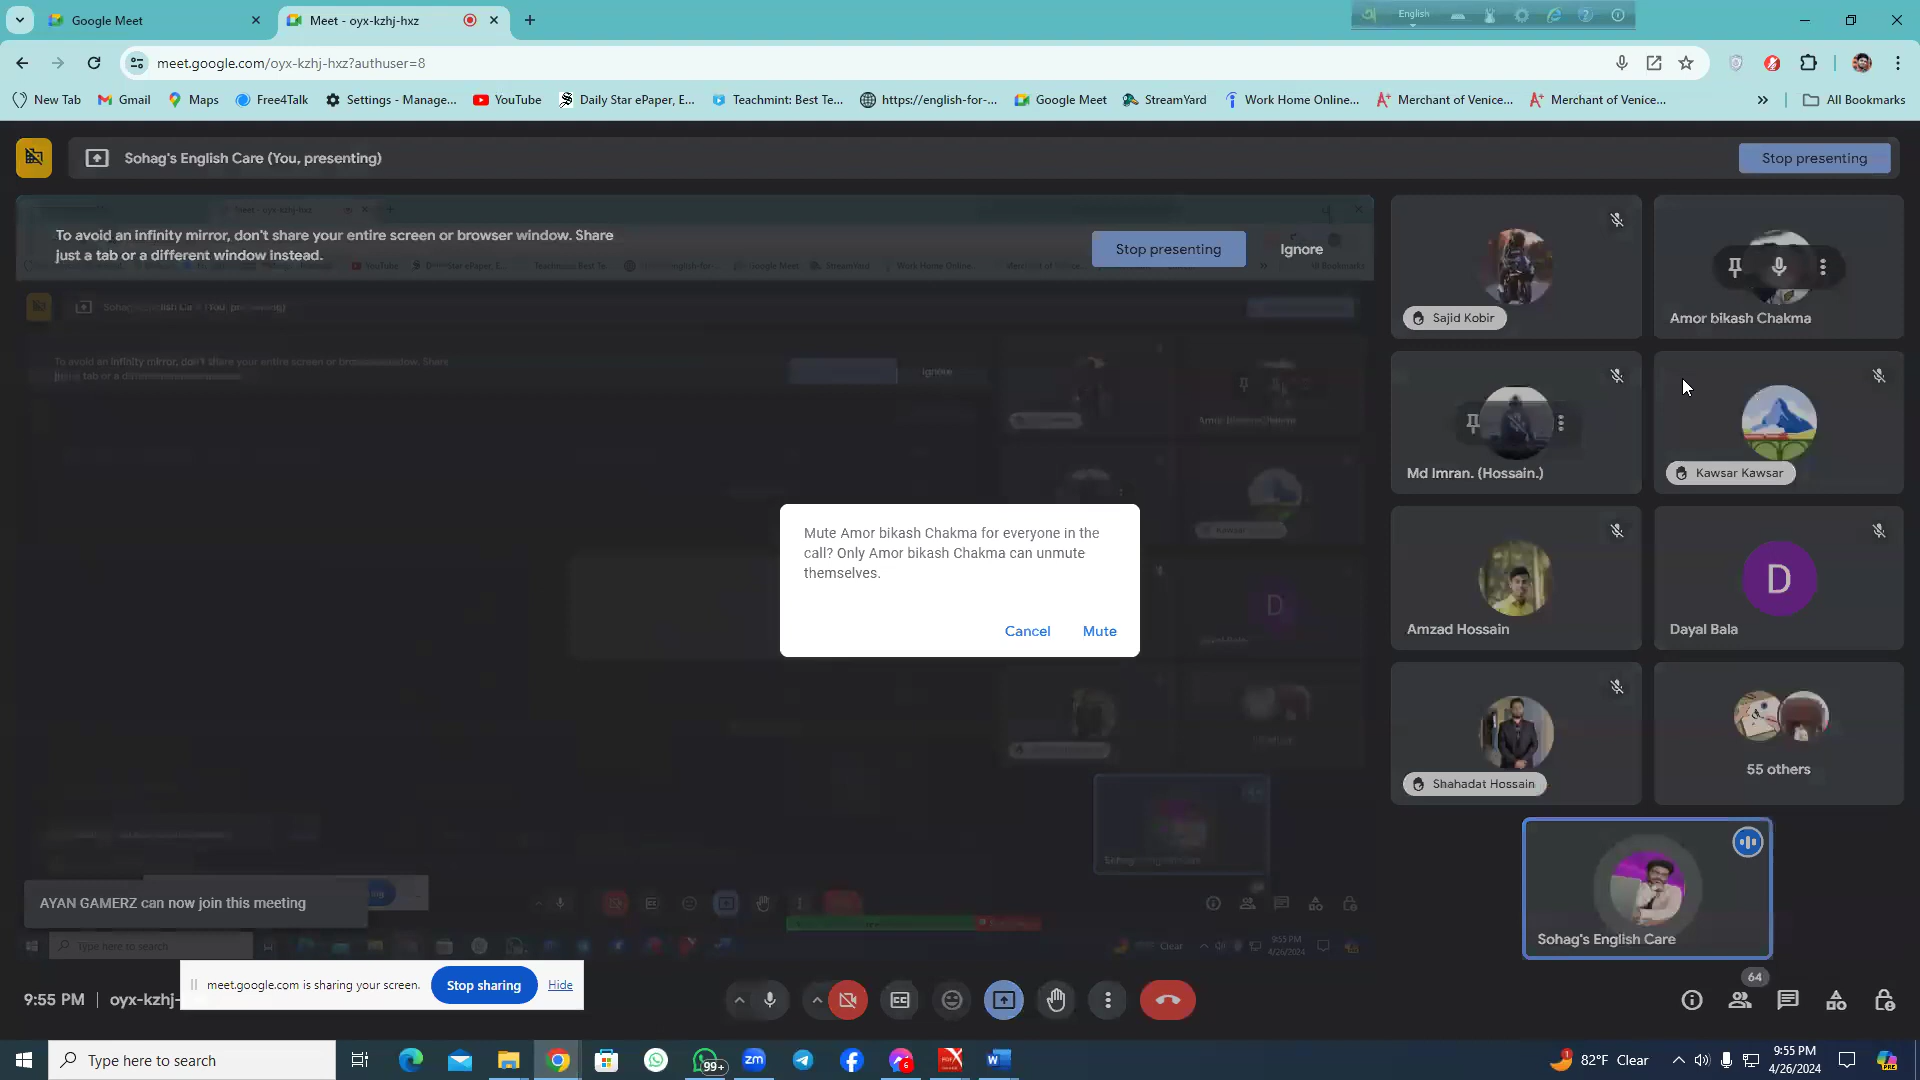 Google Meet
Meet - oyx-kzhj-hxz
English
meet.google.com/oyx-kzhj-hxz?authuser=8
New Tab
Gmail
Maps
Free4Talk
Settings - Manage...
YouTube
Daily Star ePaper, E...
Teachmint: Best Te...
https://english-for-...
Google Meet
StreamYard
Work Home Online...
Merchant of Venice...
Merchant of Venice...
All Bookmarks
Sohag's English Care (You, presenting)
Stop presenting
To avoid an infinity mirror, don't share your entire screen or browser window. Share
just a tab or a different window instead.
Stop presenting
Ignore
Sajid Kobir
Amor bikash Chakma
Md Imran. (Hossain.)
Kawsar Kawsar
Mute Amor bikash Chakma for everyone in the
call? Only Amor bikash Chakma can unmute
themselves.
Cancel
Mute
Amzad Hossain
D
Dayal Bala
Shahadat Hossain
55 others
Sohag's English Care
AYAN GAMERZ can now join this meeting
9:55 PM
oyx-kzhj-
meet.google.com is sharing your screen.
Stop sharing
Hide
64
Type here to search
99+
zm
6
82°F Clear
9:55 PM
4/26/2024